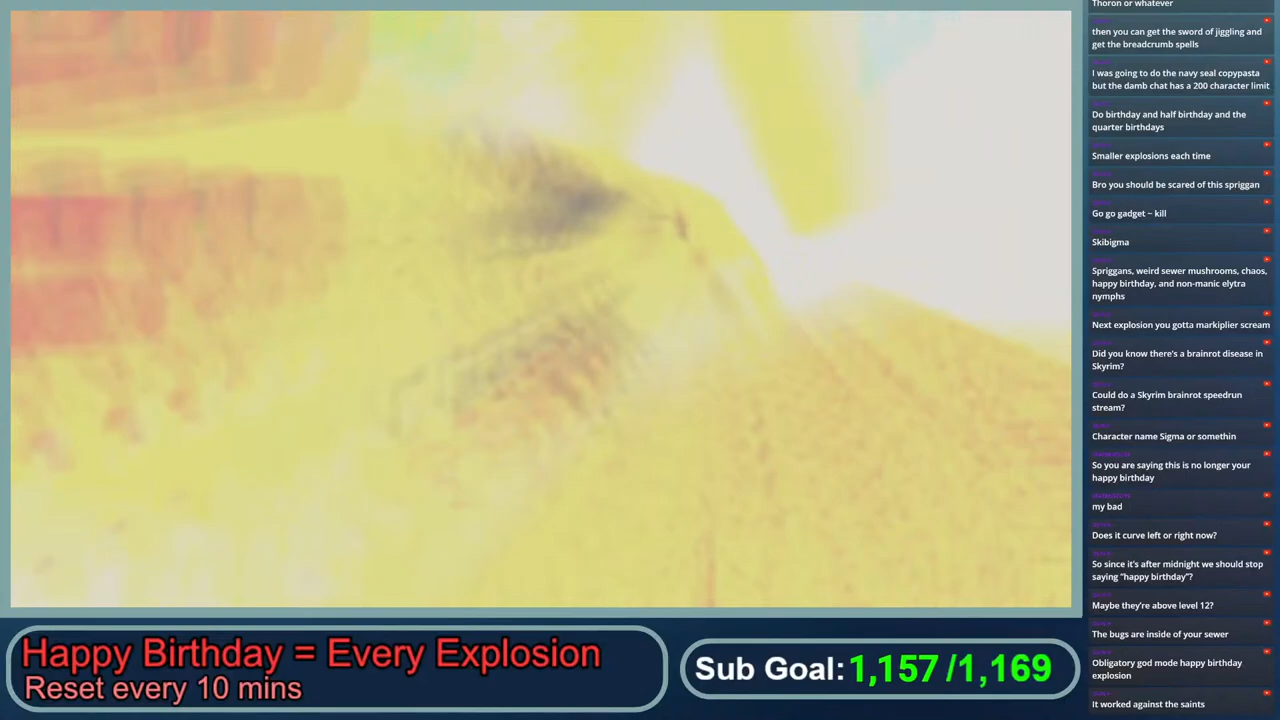 Thoron or whatever
then you can get the sword of jiggling and
get the breadcrumb spells
I was going to do the navy seal copypasta
but the damb chat has a 200 character limit
Do birthday and half birthday and the
quarter birthdays
Smaller explosions each time
Bro you should be scared of this spriggan
Go go gadget ~ kill
Skibigma
Spriggans, weird sewer mushrooms, chaos,
happy birthday, and non-manic elytra
nymphs
Next explosion you gotta markiplier scream
Did you know there's a brainrot disease in
Skyrim?
Could do a Skyrim brainrot speedrun
stream?
Character name Sigma or somethin
So you are saying this is no longer your
happy birthday
my bad
Does it curve left or right now?
So since it's after midnight we should stop
saying "happy birthday"?
Maybe they're above level 12?
The bugs are inside of your sewer
Obligatory god mode happy birthday
explosion
It worked against the saints
Happy Birthday = Every Explosion
Reset every 10 mins
Sub Goal: 1,157 /1,169